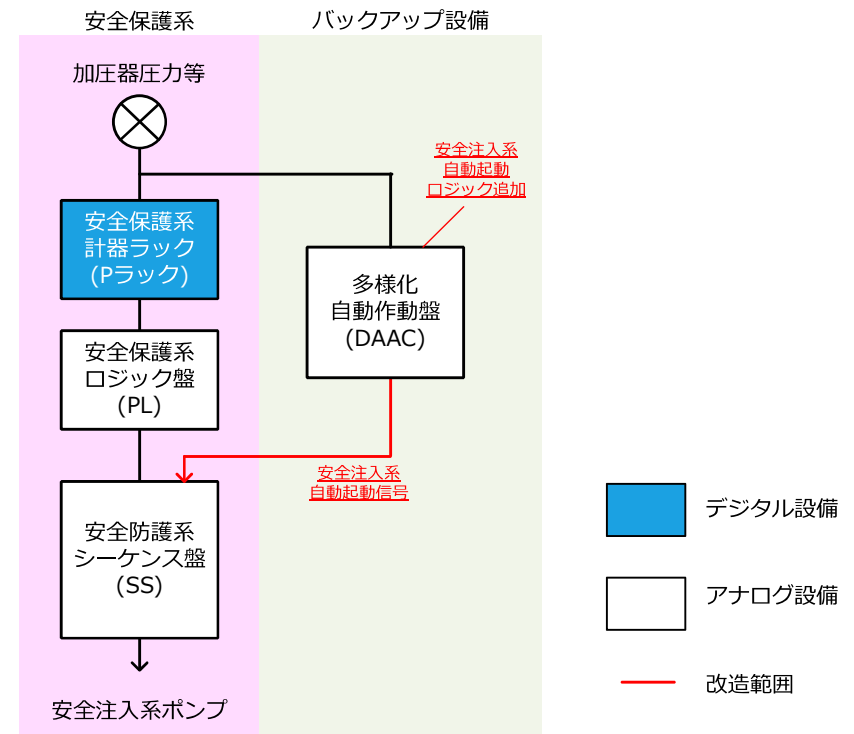 安全保護系
バックアップ設備
加圧器圧力等
安全注入系
自動起動
ロジック追加
安全保護系
計器ラック
(Pラック)
多様化
自動作動盤
(DAAC)
安全保護系
ロジック盤
(PL)
安全注入系
自動起動信号
安全防護系
シーケンス盤
(SS)
安全注入系ポンプ
デジタル設備
アナログ設備
改造範囲